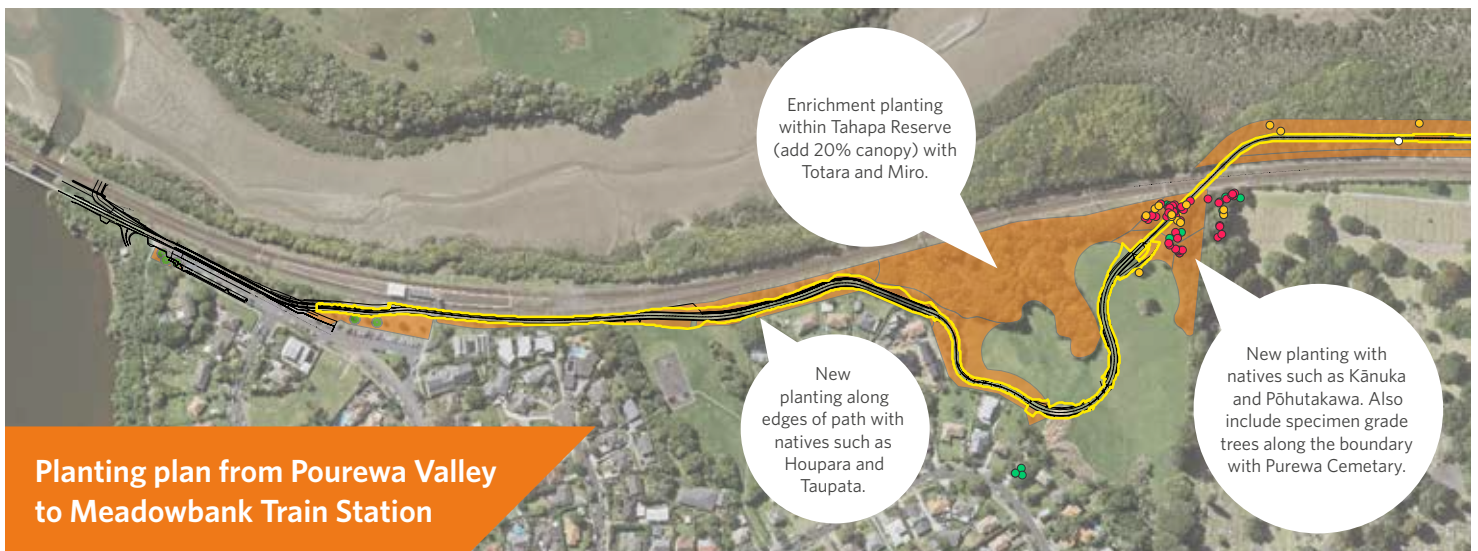 Enrichment planting
within Tahapa Reserve
(add 20% canopy) with
Totara and Miro.
New
planting along
edges of path with
natives such as
Houpara and
Taupata.
New planting with
natives such as Kānuka
and Pōhutakawa. Also
include specimen grade
trees along the boundary
with Purewa Cemetary.
Planting plan from Pourewa Valley
to Meadowbank Train Station